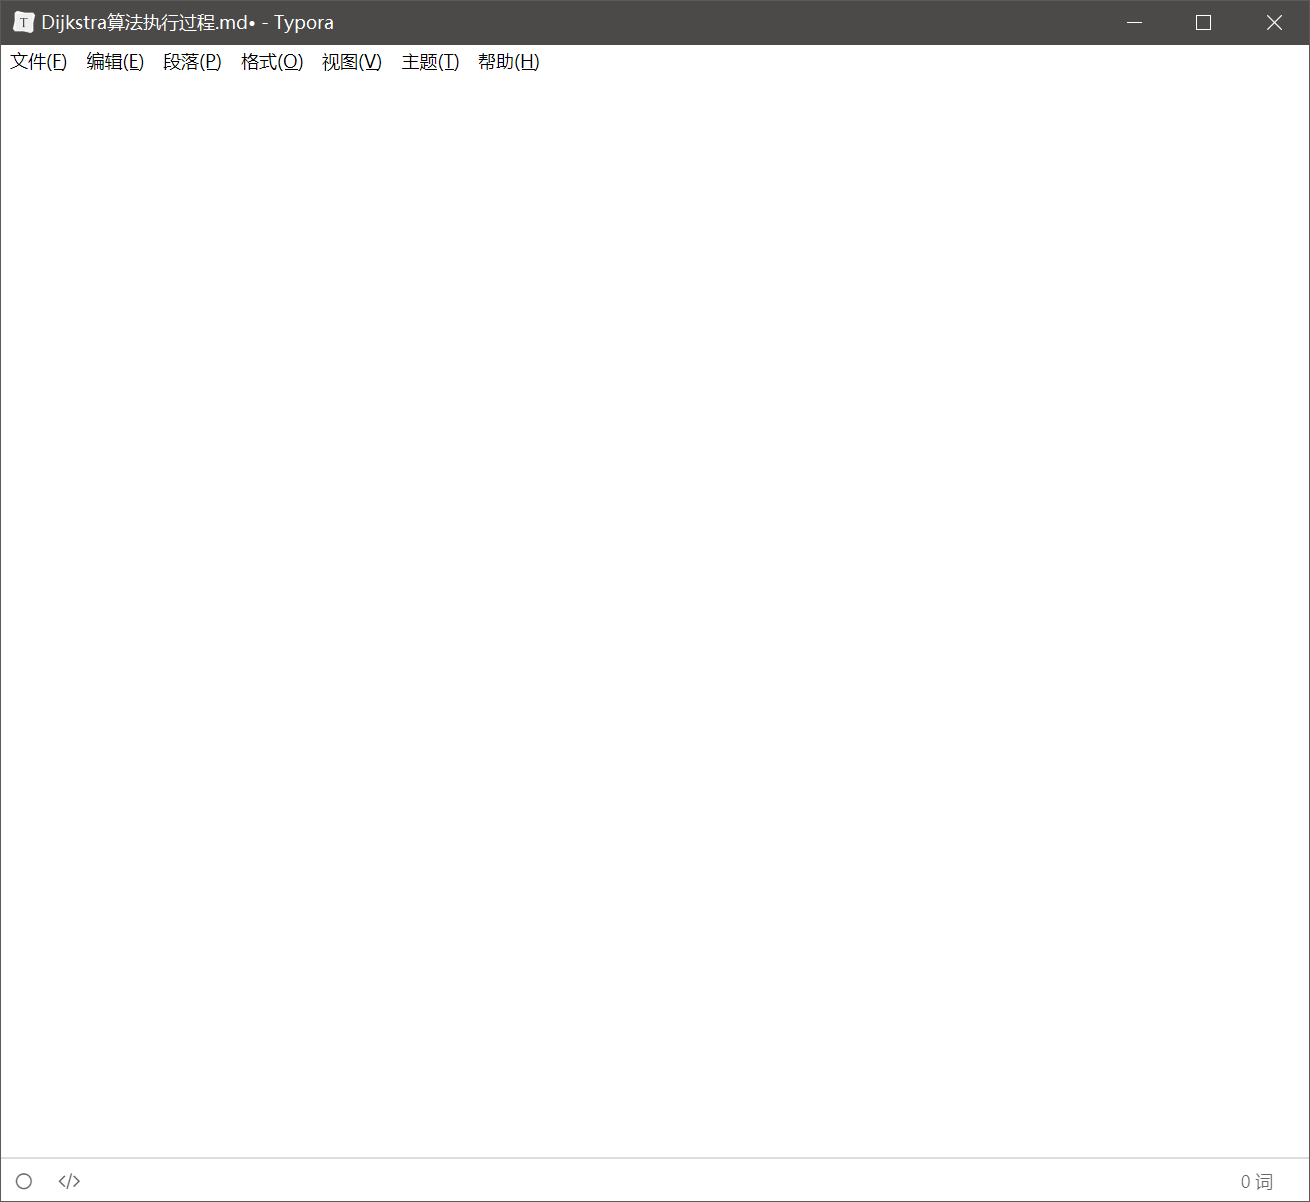 Dijkstra算法执行过程.md• - Typora
文件(F) 编辑(E) 段落(P) 格式(O) 视图(V) 主题(T) 帮助(H)
</> 0 词